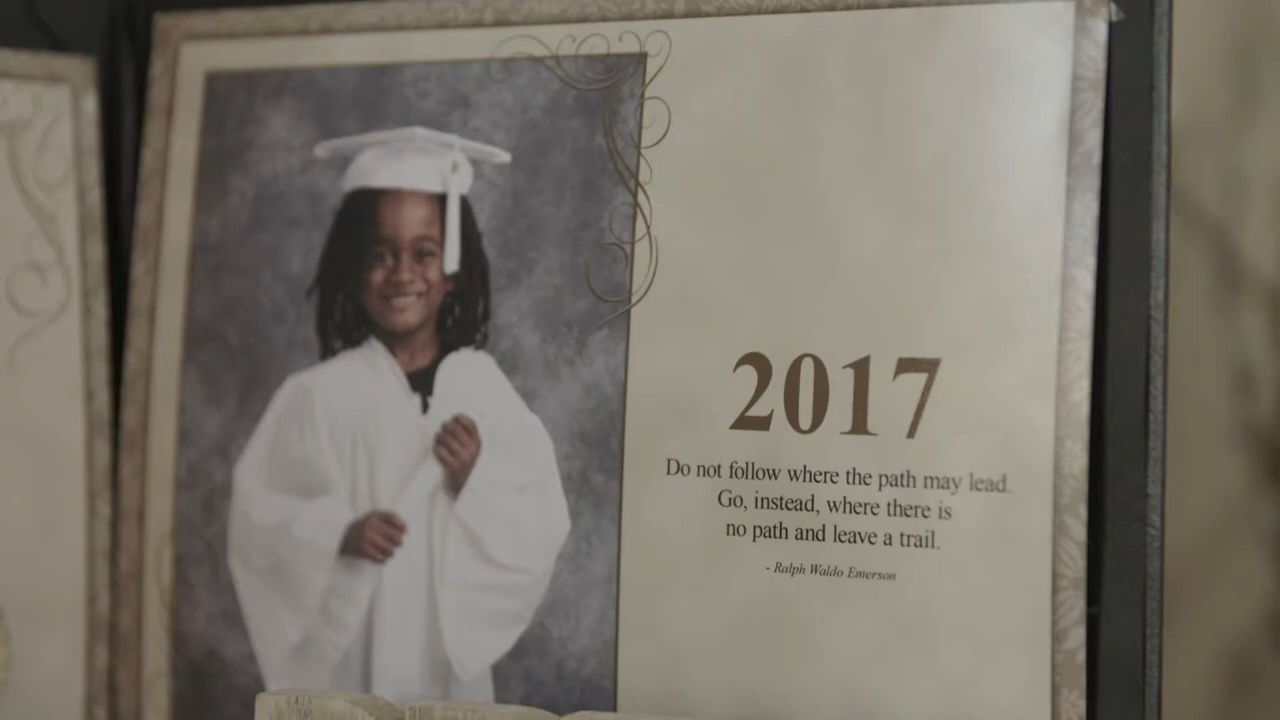 2017
Do not follow where the path may lead.
Go, instead, where there is
no path and leave a trail.
- Ralph Waldo Emerson